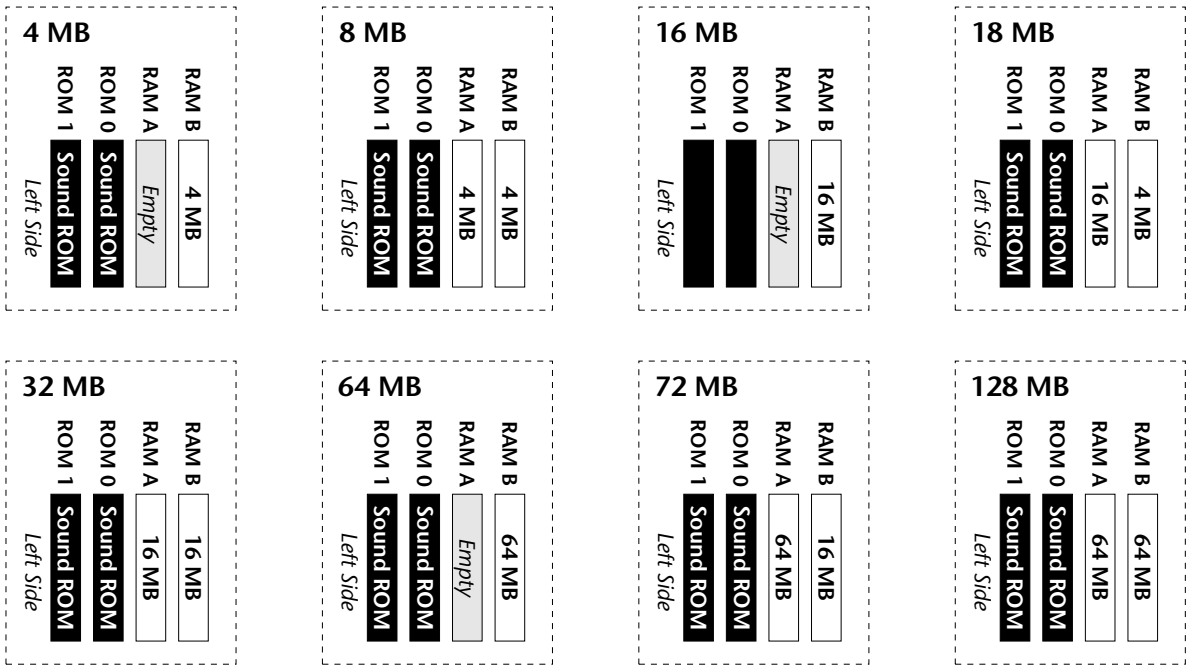 4 MB
ROM 1
ROM 0
RAM A
RAM B
Sound ROM
Sound ROM
Empty
4 MB
Left Side
8 MB
ROM 1
ROM 0
RAM A
RAM B
Sound ROM
Sound ROM
4 MB
4 MB
Left Side
16 MB
ROM 1
ROM 0
RAM A
RAM B
Empty
16 MB
Left Side
18 MB
ROM 1
ROM 0
RAM A
RAM B
Sound ROM
Sound ROM
16 MB
4 MB
Left Side
32 MB
ROM 1
ROM 0
RAM A
RAM B
Sound ROM
Sound ROM
16 MB
16 MB
Left Side
64 MB
ROM 1
ROM 0
RAM A
RAM B
Sound ROM
Sound ROM
Empty
64 MB
Left Side
72 MB
ROM 1
ROM 0
RAM A
RAM B
Sound ROM
Sound ROM
64 MB
16 MB
Left Side
128 MB
ROM 1
ROM 0
RAM A
RAM B
Sound ROM
Sound ROM
64 MB
64 MB
Left Side